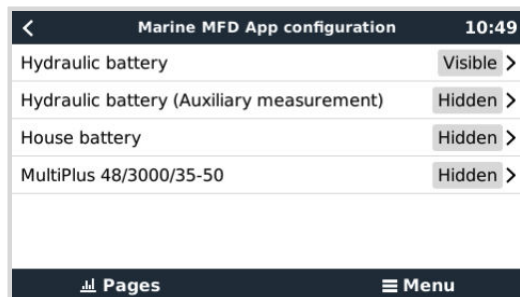 Marine MFD App configuration 10:49
Hydraulic battery Visible
Hydraulic battery (Auxiliary measurement) Hidden
House battery Hidden
MultiPlus 48/3000/35-50 Hidden
Pages Menu